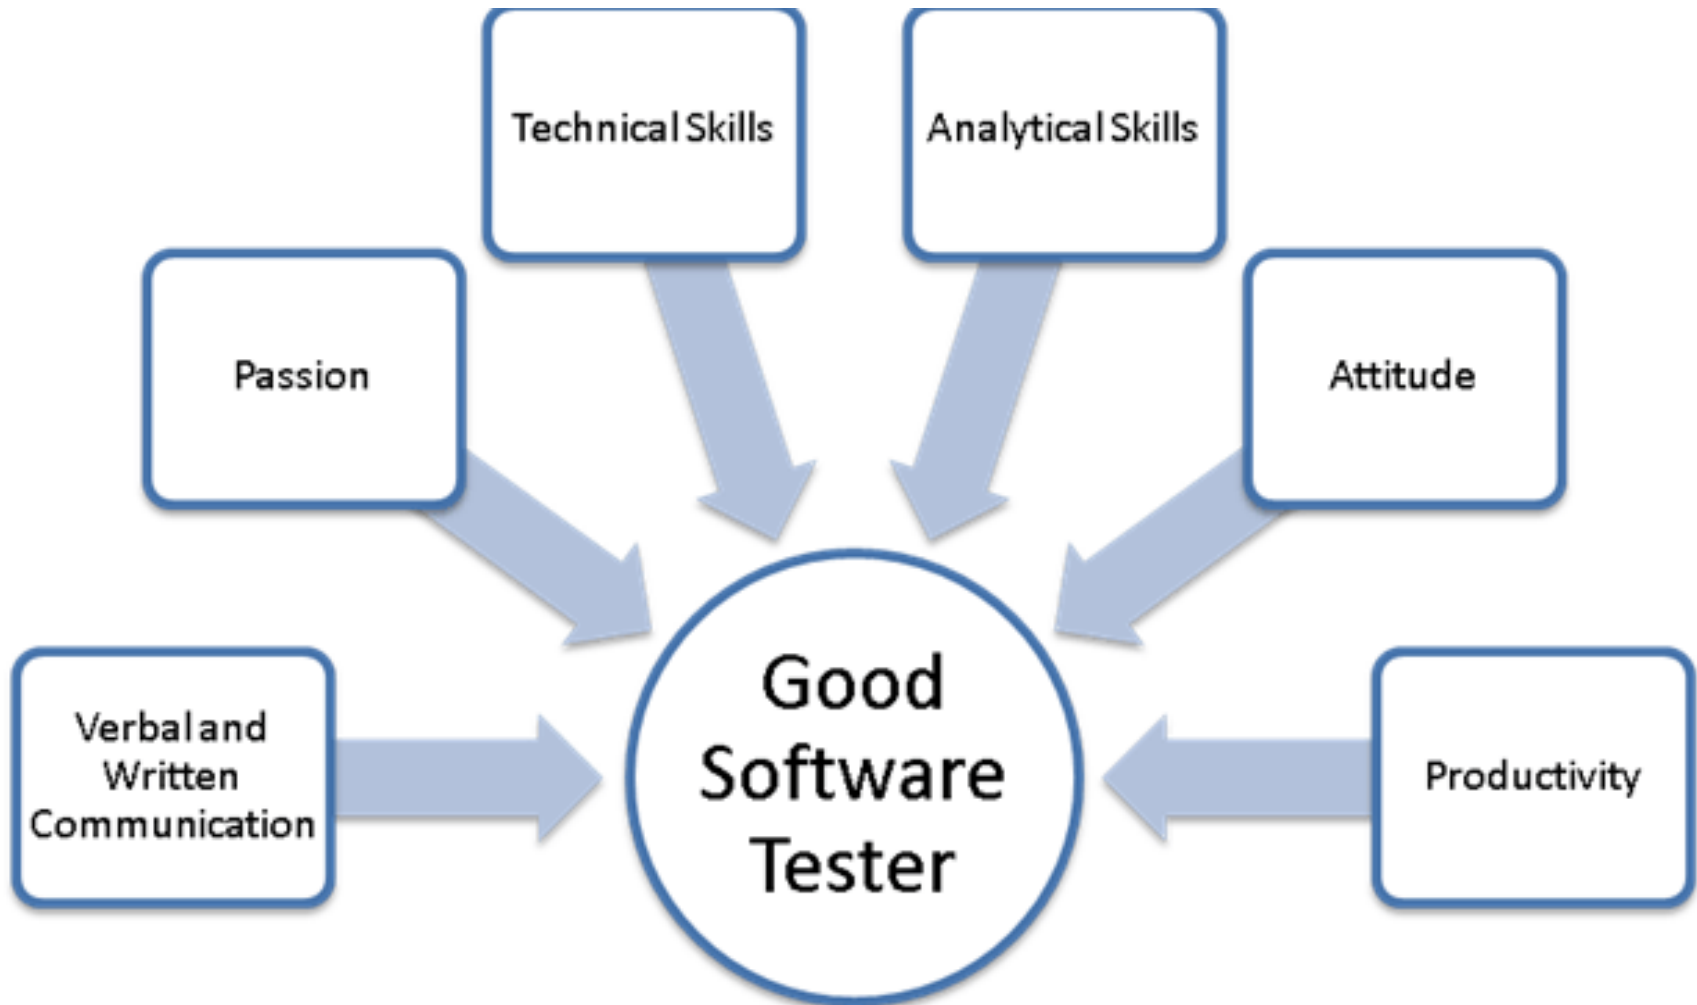 Technical Skills
Analytical Skills
Passion
Attitude
Verbal and
Written
Communication
Good
Software
Tester
Productivity